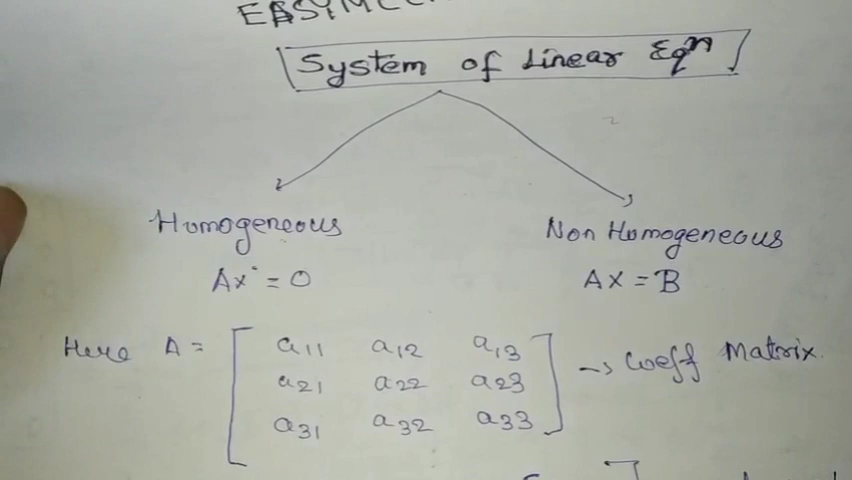 System of Linear Eqn
Homogeneous
AX = 0
Non Homogeneous
AX = B
Here A = [ a11 a12 a13 → Coeff Matrix.
a21 a22 a23
a31 a32 a33 ]